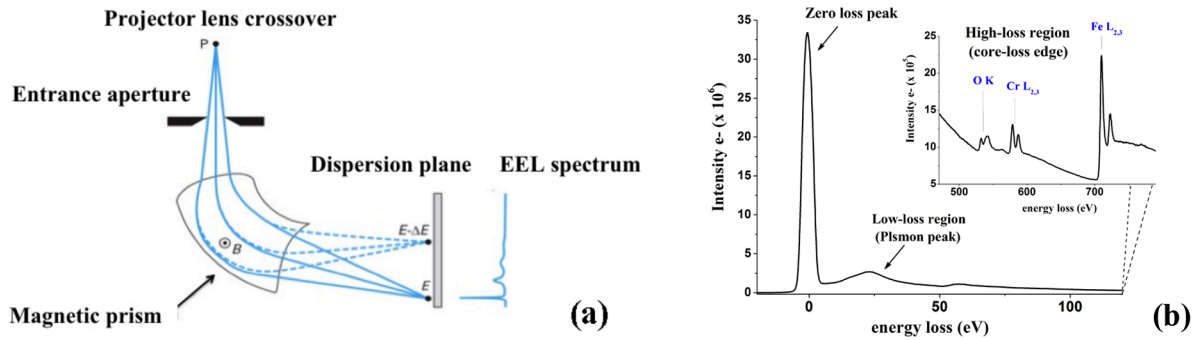 Projector lens crossover
P
Entrance aperture
Dispersion plane
EEL spectrum
E-ΔE
B
E
Magnetic prism
(a)
35
30
25
20
15
10
5
0
Intensity e- (x 10⁶)
0
50
100
energy loss (eV)
Zero loss peak
Low-loss region
(Plsmon peak)
25
20
15
10
5
Intensity e- (x 10⁵)
500
600
700
energy loss (eV)
High-loss region
(core-loss edge)
O K
Cr L2,3
Fe L2,3
(b)